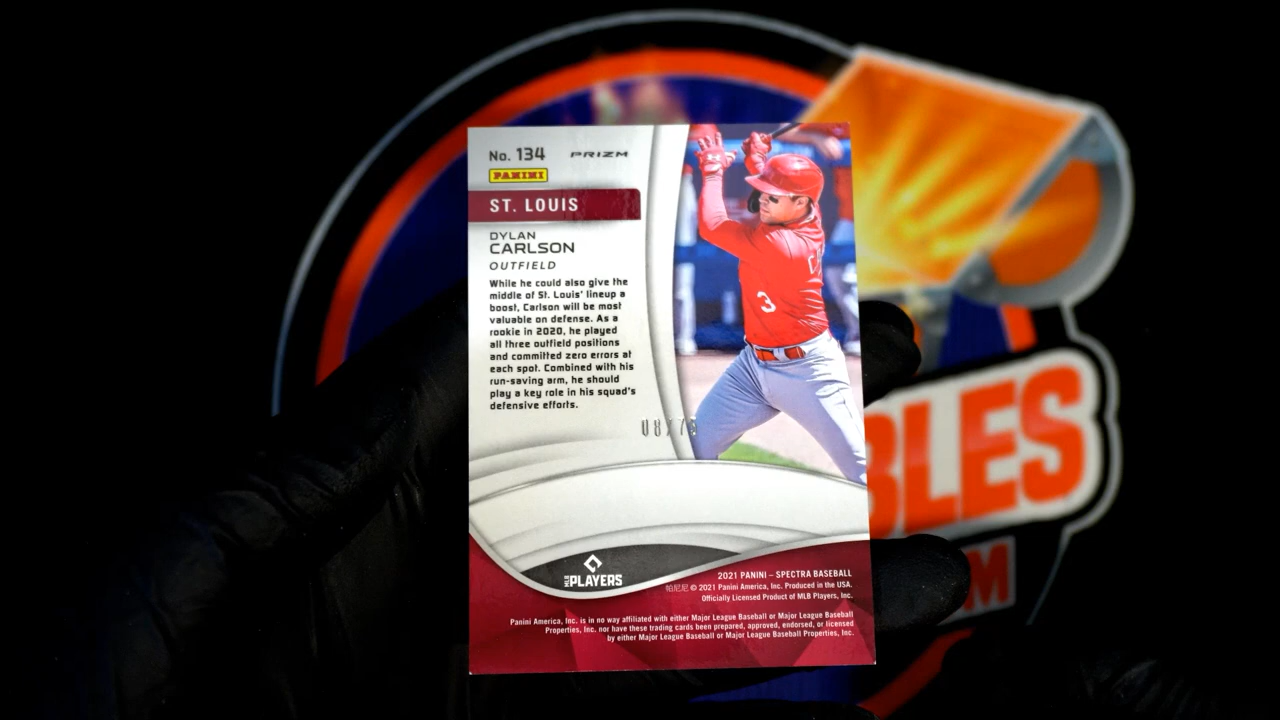 No. 134 PRIZM
PANINI
ST. LOUIS
DYLAN
CARLSON
OUTFIELD
While he could also give the
middle of St. Louis' lineup a
boost, Carlson will be most
valuable on defense. As a
rookie in 2020, he played
all three outfield positions
and committed zero errors at
each spot. Combined with his
run-saving arm, he should
play a key role in his squad's
defensive efforts.
3
MLB PLAYERS
2021 PANINI – SPECTRA BASEBALL
帕尼尼 © 2021 Panini America, Inc. Produced in the USA.
Officially Licensed Product of MLB Players, Inc.
Panini America, Inc. is in no way affiliated with either Major League Baseball or Major League Baseball
Properties, Inc. nor have these trading cards been prepared, approved, endorsed, or licensed
by either Major League Baseball or Major League Baseball Properties, Inc.
BLES
M